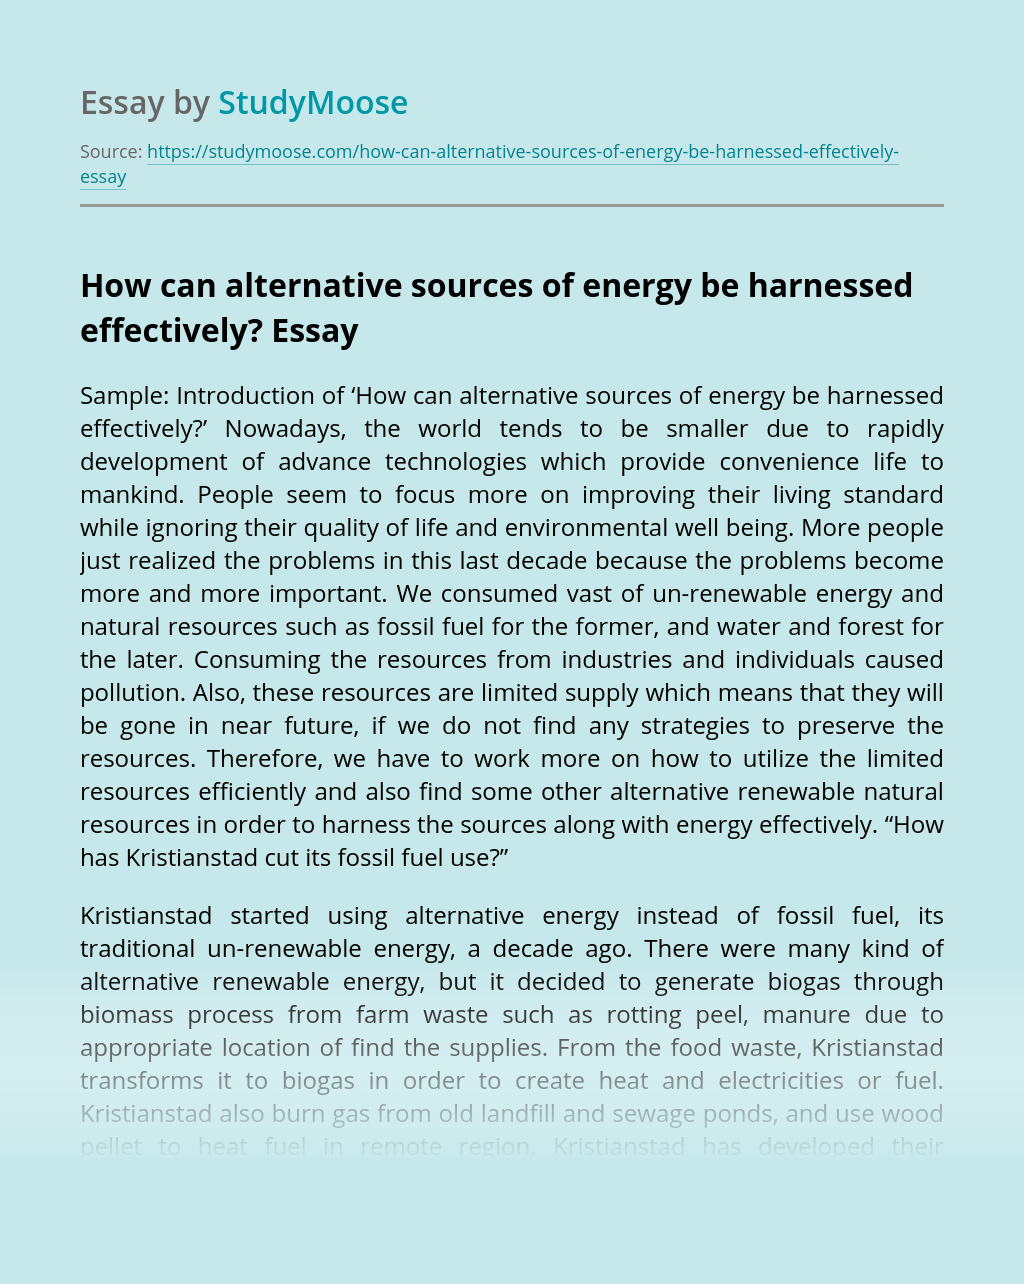 Essay by StudyMoose
Source: https://studymoose.com/how-can-alternative-sources-of-energy-be-harnessed-effectively-
essay
How can alternative sources of energy be harnessed
effectively? Essay
Sample: Introduction of ‘How can alternative sources of energy be harnessed
effectively?’ Nowadays, the world tends to be smaller due to rapidly
development of advance technologies which provide convenience life to
mankind. People seem to focus more on improving their living standard
while ignoring their quality of life and environmental well being. More people
just realized the problems in this last decade because the problems become
more and more important. We consumed vast of un-renewable energy and
natural resources such as fossil fuel for the former, and water and forest for
the later. Consuming the resources from industries and individuals caused
pollution. Also, these resources are limited supply which means that they will
be gone in near future, if we do not find any strategies to preserve the
resources. Therefore, we have to work more on how to utilize the limited
resources efficiently and also find some other alternative renewable natural
resources in order to harness the sources along with energy effectively. “How
has Kristianstad cut its fossil fuel use?”
Kristianstad started using alternative energy instead of fossil fuel, its
traditional un-renewable energy, a decade ago. There were many kind of
alternative renewable energy, but it decided to generate biogas through
biomass process from farm waste such as rotting peel, manure due to
appropriate location of find the supplies. From the food waste, Kristianstad
transforms it to biogas in order to create heat and electricities or fuel.
Kristianstad also burn gas from old landfill and sewage ponds, and use wood
pellet to heat fuel in remote region. Kristianstad has developed their